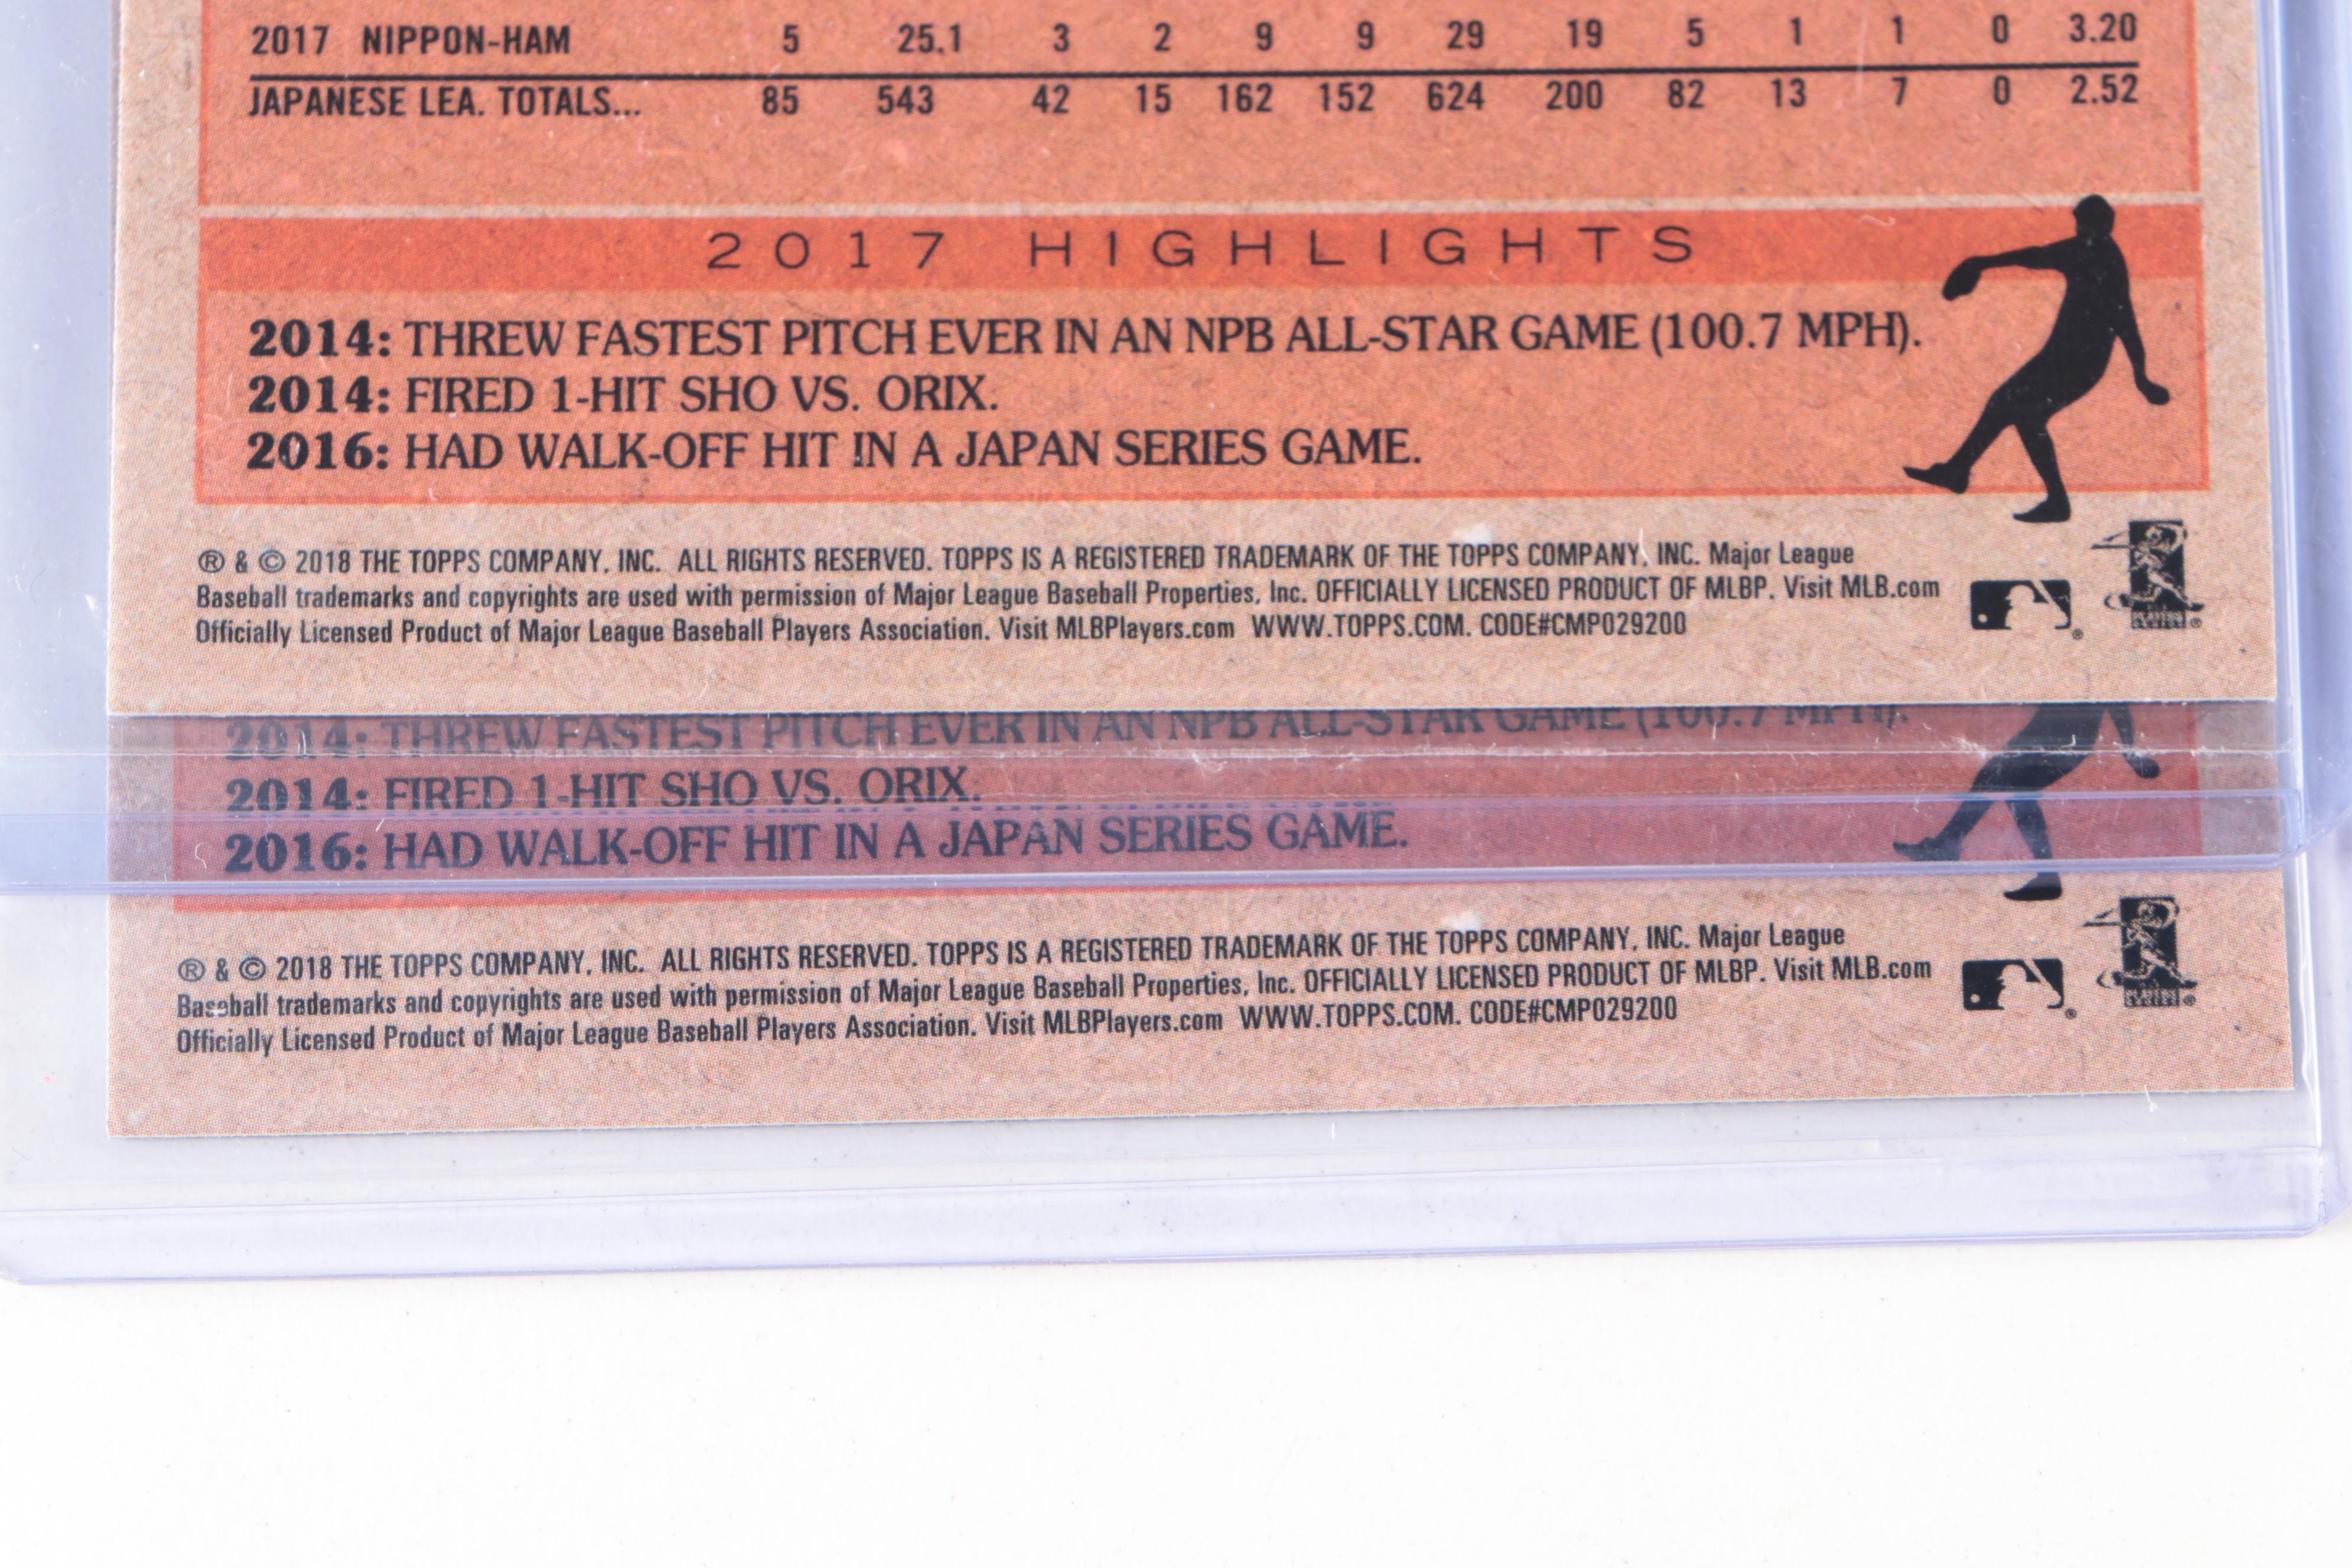 2017 NIPPON-HAM 5 25.1 3 2 9 9 29 19 5 1 1 0 3.20
JAPANESE LEA. TOTALS... 85 543 42 15 162 152 624 200 82 13 7 0 2.52
2017 HIGHLIGHTS
2014: THREW FASTEST PITCH EVER IN AN NPB ALL-STAR GAME (100.7 MPH).
2014: FIRED 1-HIT SHO VS. ORIX.
2016: HAD WALK-OFF HIT IN A JAPAN SERIES GAME.
® & © 2018 THE TOPPS COMPANY, INC. ALL RIGHTS RESERVED. TOPPS IS A REGISTERED TRADEMARK OF THE TOPPS COMPANY, INC. Major League
Baseball trademarks and copyrights are used with permission of Major League Baseball Properties, Inc. OFFICIALLY LICENSED PRODUCT OF MLBP. Visit MLB.com
Officially Licensed Product of Major League Baseball Players Association. Visit MLBPlayers.com WWW.TOPPS.COM. CODE#CMP029200
2014: THREW FASTEST PITCH EVER IN AN NPB ALL-STAR GAME (100.7 MPH).
2014: FIRED 1-HIT SHO VS. ORIX.
2016: HAD WALK-OFF HIT IN A JAPAN SERIES GAME.
® & © 2018 THE TOPPS COMPANY, INC. ALL RIGHTS RESERVED. TOPPS IS A REGISTERED TRADEMARK OF THE TOPPS COMPANY, INC. Major League
Baseball trademarks and copyrights are used with permission of Major League Baseball Properties, Inc. OFFICIALLY LICENSED PRODUCT OF MLBP. Visit MLB.com
Officially Licensed Product of Major League Baseball Players Association. Visit MLBPlayers.com WWW.TOPPS.COM. CODE#CMP029200